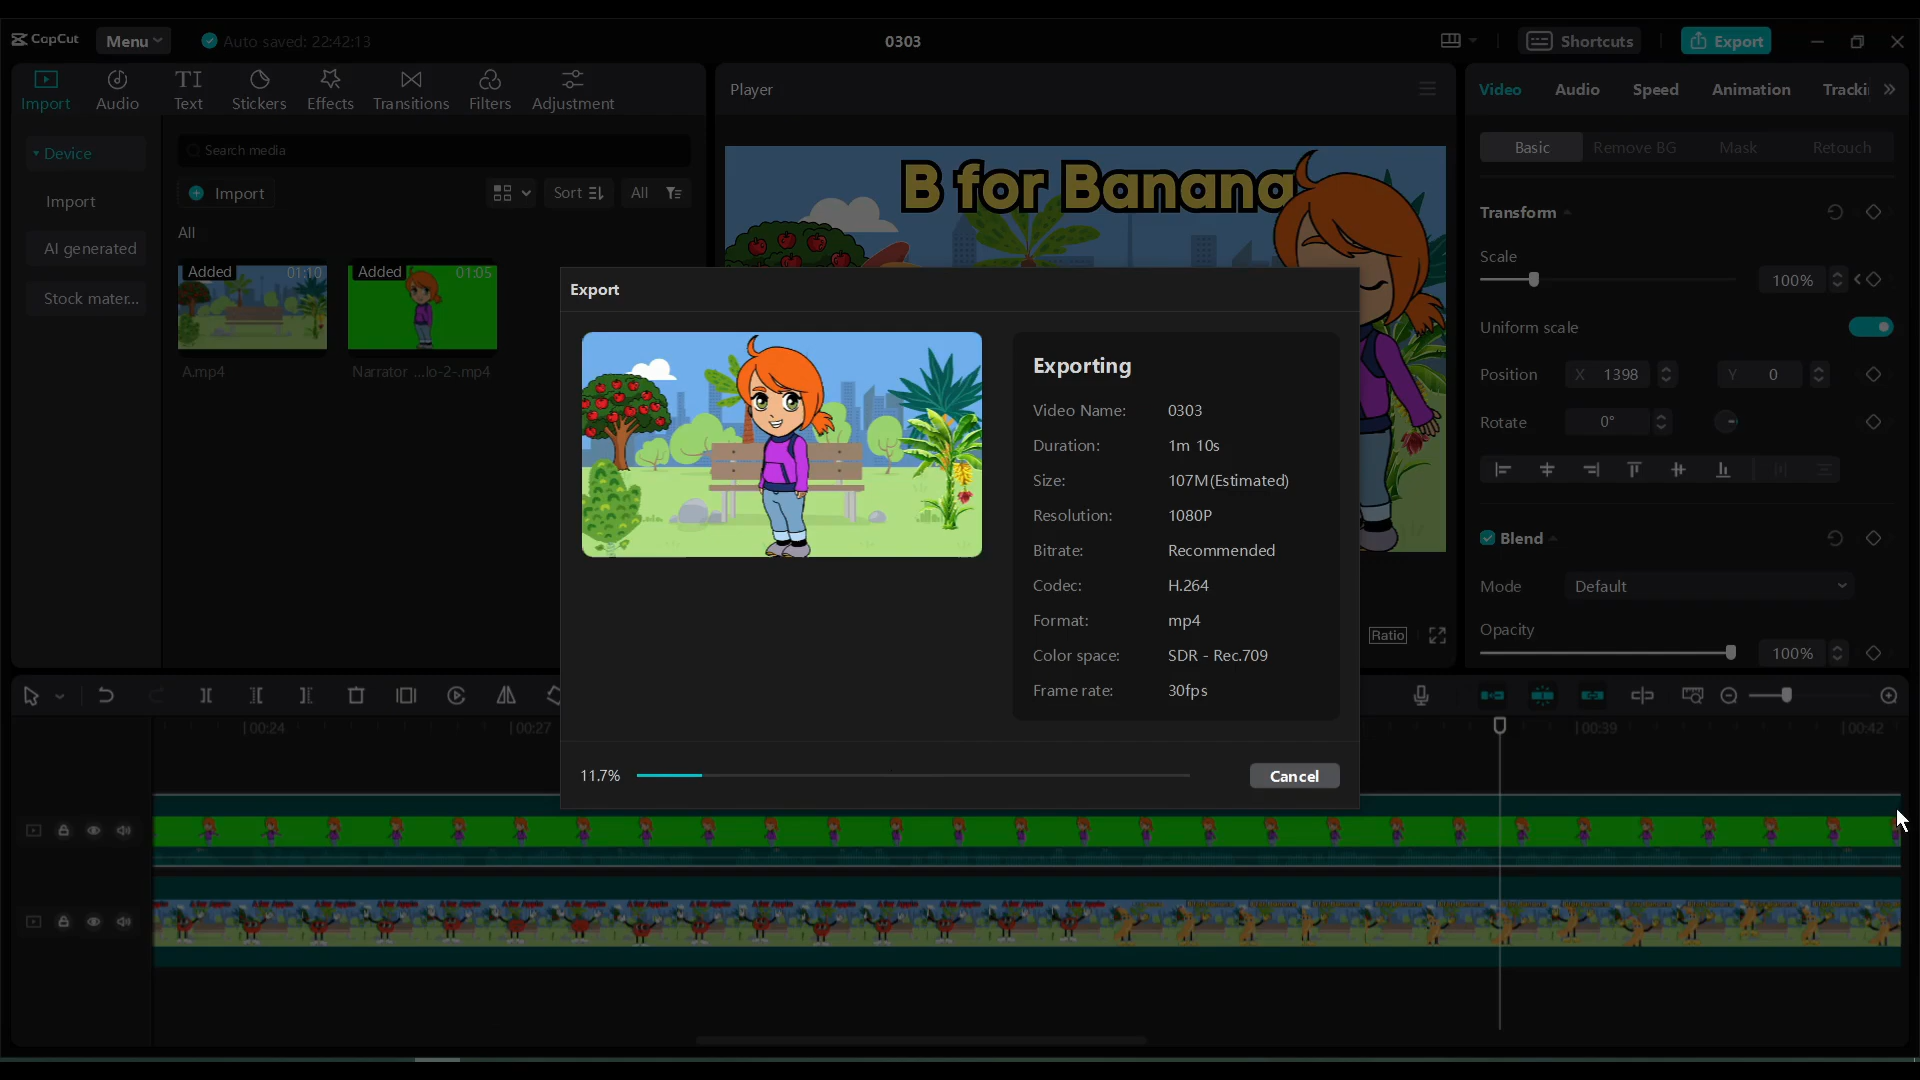 CapCut Menu Auto saved: 22:42:13 0303 Shortcuts Export
Import Audio Text Stickers Effects Transitions Filters Adjustment
Device
Import
AI generated
Stock mater...
Search media
Import Sort All
All
Added 01:10
A.mp4
Added 01:05
Narrator ...lo-2-.mp4
Player
B for Banana
Ratio
Video Audio Speed Animation Tracki
Basic Remove BG Mask Retouch
Transform
Scale 100%
Uniform scale
Position X 1398 Y 0
Rotate 0°
Blend
Mode Default
Opacity 100%
Export
Exporting
Video Name: 0303
Duration: 1m 10s
Size: 107M(Estimated)
Resolution: 1080P
Bitrate: Recommended
Codec: H.264
Format: mp4
Color space: SDR - Rec.709
Frame rate: 30fps
11.7% Cancel
00:24 00:27 00:39 00:42